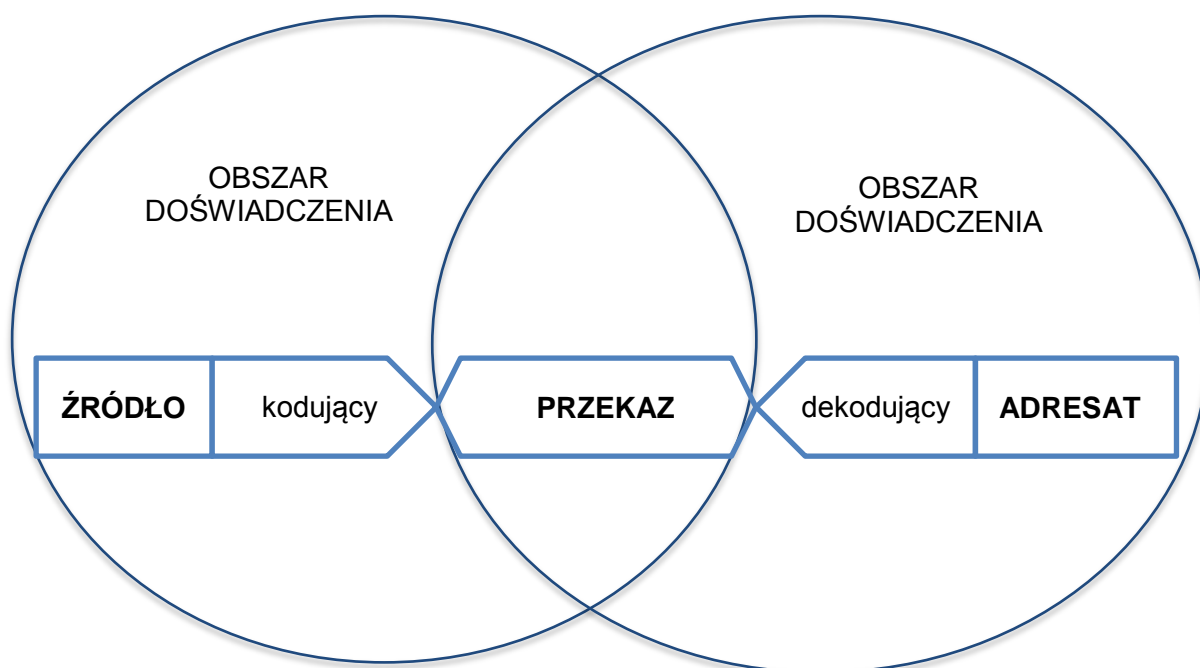 OBSZAR
DOŚWIADCZENIA
OBSZAR
DOŚWIADCZENIA
ŹRÓDŁO
kodujący
PRZEKAZ
dekodujący
ADRESAT